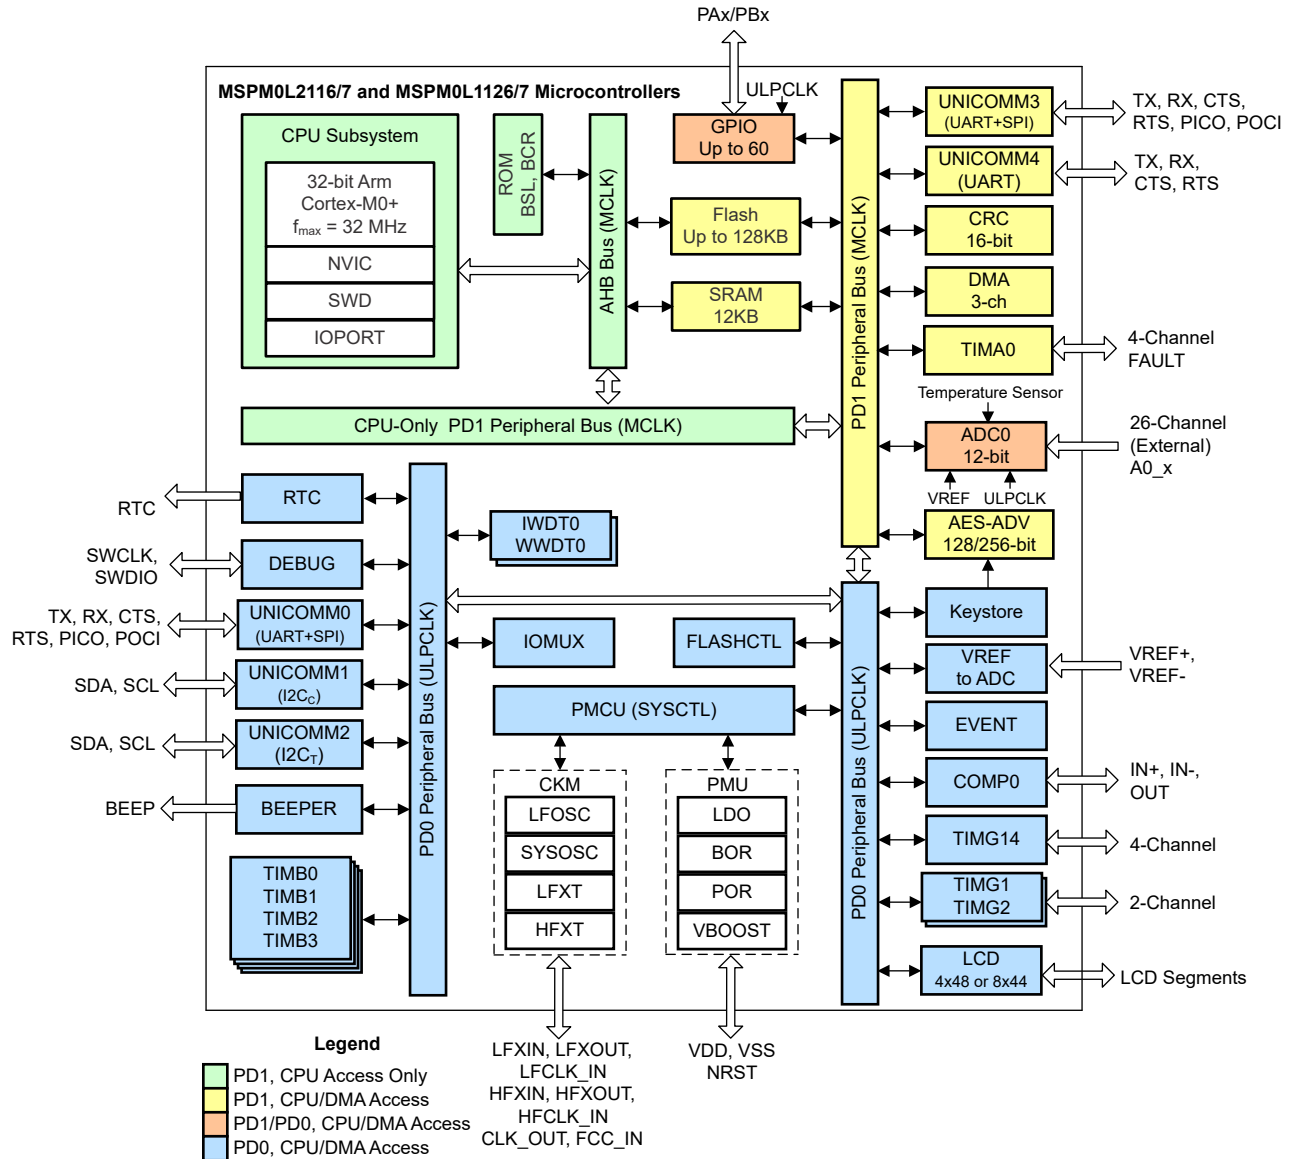 PAx/PBx
MSPM0L2116/7 and MSPM0L1126/7 Microcontrollers
ULPCLK
CPU Subsystem
32-bit Arm
Cortex-M0+
fmax = 32 MHz
NVIC
SWD
IOPORT
ROM
BSL, BCR
AHB Bus (MCLK)
GPIO
Up to 60
Flash
Up to 128KB
SRAM
12KB
PD1 Peripheral Bus (MCLK)
UNICOMM3
(UART+SPI)
TX, RX, CTS,
RTS, PICO, POCI
UNICOMM4
(UART)
TX, RX,
CTS, RTS
CRC
16-bit
DMA
3-ch
TIMA0
4-Channel
FAULT
Temperature Sensor
ADC0
12-bit
26-Channel
(External)
A0_x
VREF
ULPCLK
AES-ADV
128/256-bit
CPU-Only PD1 Peripheral Bus (MCLK)
RTC
RTC
SWCLK,
SWDIO
DEBUG
TX, RX, CTS,
RTS, PICO, POCI
UNICOMM0
(UART+SPI)
SDA, SCL
UNICOMM1
(I2CC)
SDA, SCL
UNICOMM2
(I2CT)
BEEP
BEEPER
TIMB0
TIMB1
TIMB2
TIMB3
PD0 Peripheral Bus (ULPCLK)
IWDT0
WWDT0
IOMUX
FLASHCTL
PMCU (SYSCTL)
CKM
LFOSC
SYSOSC
LFXT
HFXT
PMU
LDO
BOR
POR
VBOOST
PD0 Peripheral Bus (ULPCLK)
Keystore
VREF
to ADC
VREF+,
VREF-
EVENT
COMP0
IN+, IN-,
OUT
TIMG14
4-Channel
TIMG1
TIMG2
2-Channel
LCD
4x48 or 8x44
LCD Segments
LFXIN, LFXOUT,
LFCLK_IN
HFXIN, HFXOUT,
HFCLK_IN
CLK_OUT, FCC_IN
VDD, VSS
NRST
Legend
PD1, CPU Access Only
PD1, CPU/DMA Access
PD1/PD0, CPU/DMA Access
PD0, CPU/DMA Access